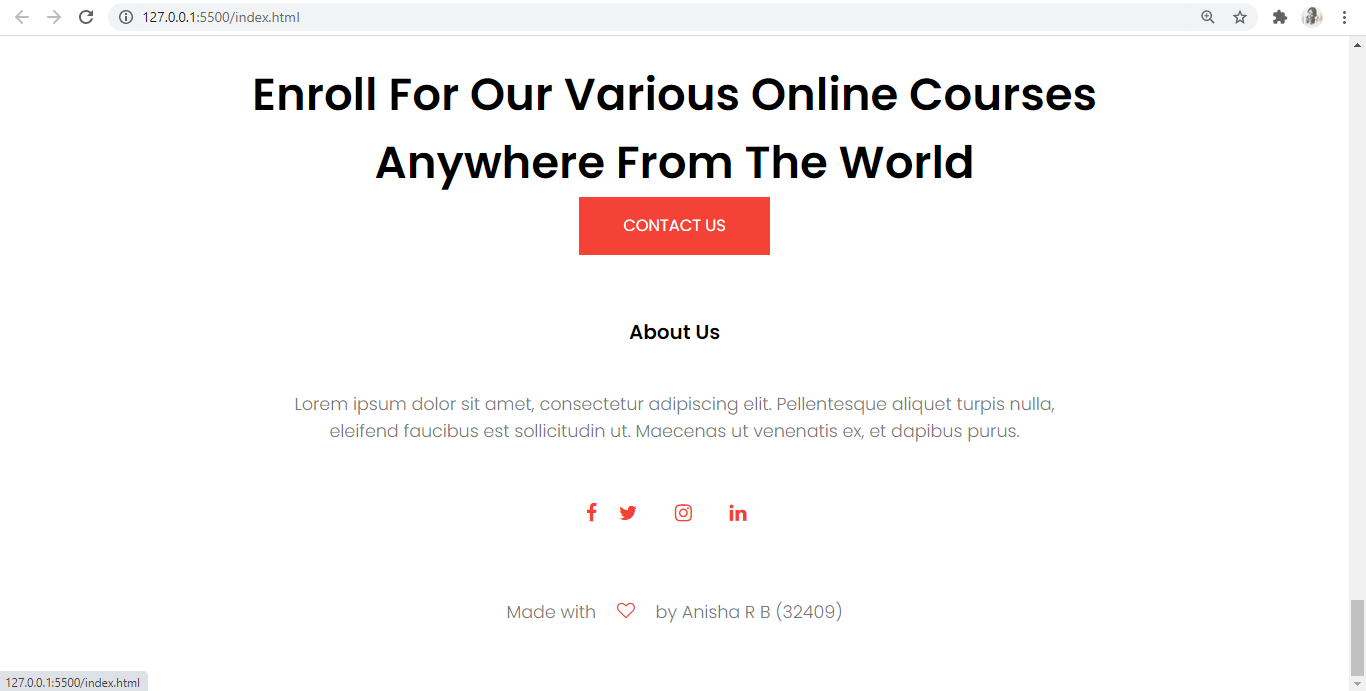 127.0.0.1:5500/index.html
Enroll For Our Various Online Courses
Anywhere From The World
CONTACT US
About Us
Lorem ipsum dolor sit amet, consectetur adipiscing elit. Pellentesque aliquet turpis nulla,
eleifend faucibus est sollicitudin ut. Maecenas ut venenatis ex, et dapibus purus.
Made with by Anisha R B (32409)
127.0.0.1:5500/index.html